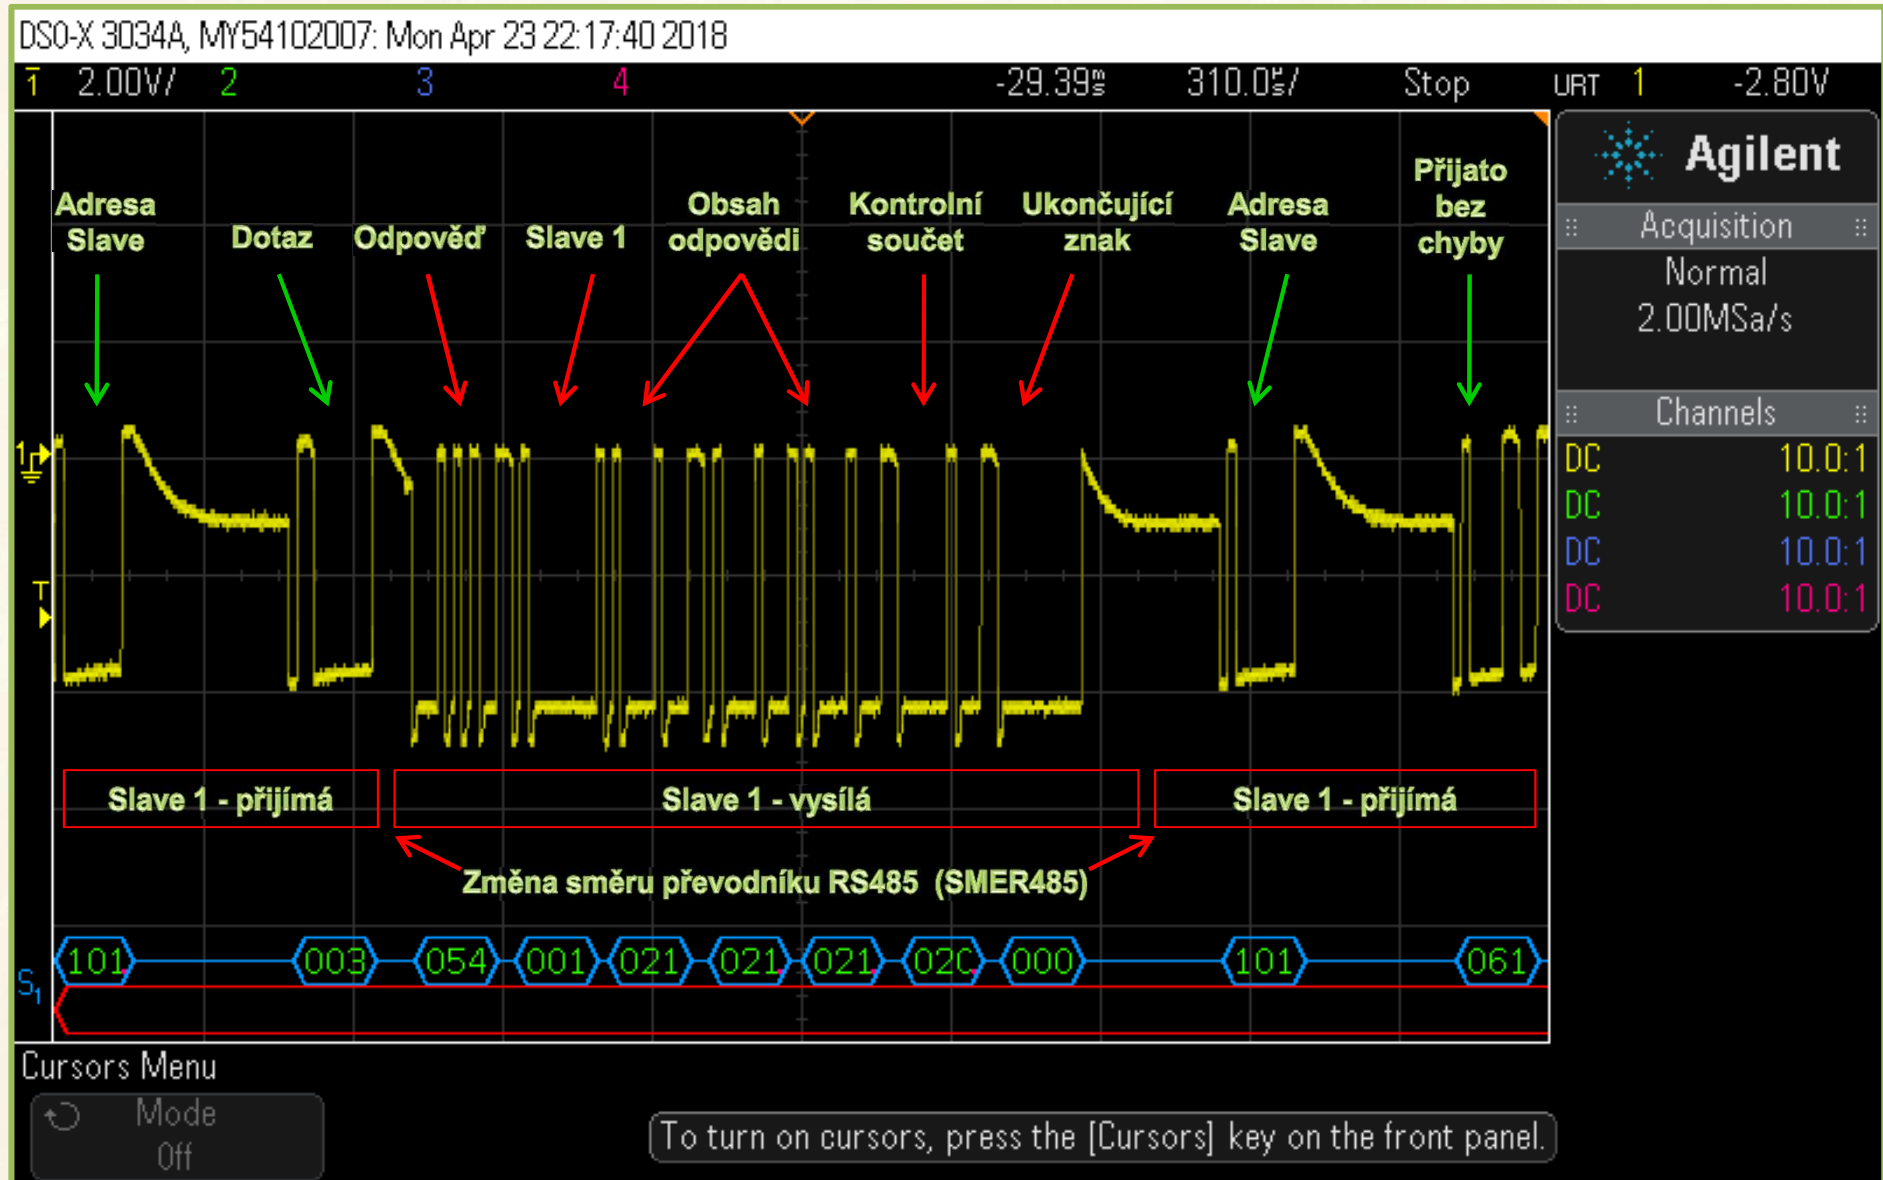 DSO-X 3034A, MY54102007: Mon Apr 23 22:17:40 2018
1 2.00V/ 2 3 4 -29.39ms 310.0us/ Stop URT 1 -2.80V
Agilent
Acquisition
Normal
2.00MSa/s
Channels
DC 10.0:1
DC 10.0:1
DC 10.0:1
DC 10.0:1
Adresa
Slave
Dotaz
Odpověď
Slave 1
Obsah
odpovědi
Kontrolní
součet
Ukončující
znak
Adresa
Slave
Přijato
bez
chyby
1
T
Slave 1 - přijímá
Slave 1 - vysílá
Slave 1 - přijímá
Změna směru převodníku RS485 (SMER485)
S1
101 003 054 001 021 021 021 020 000 101 061
Cursors Menu
Mode
Off
To turn on cursors, press the [Cursors] key on the front panel.